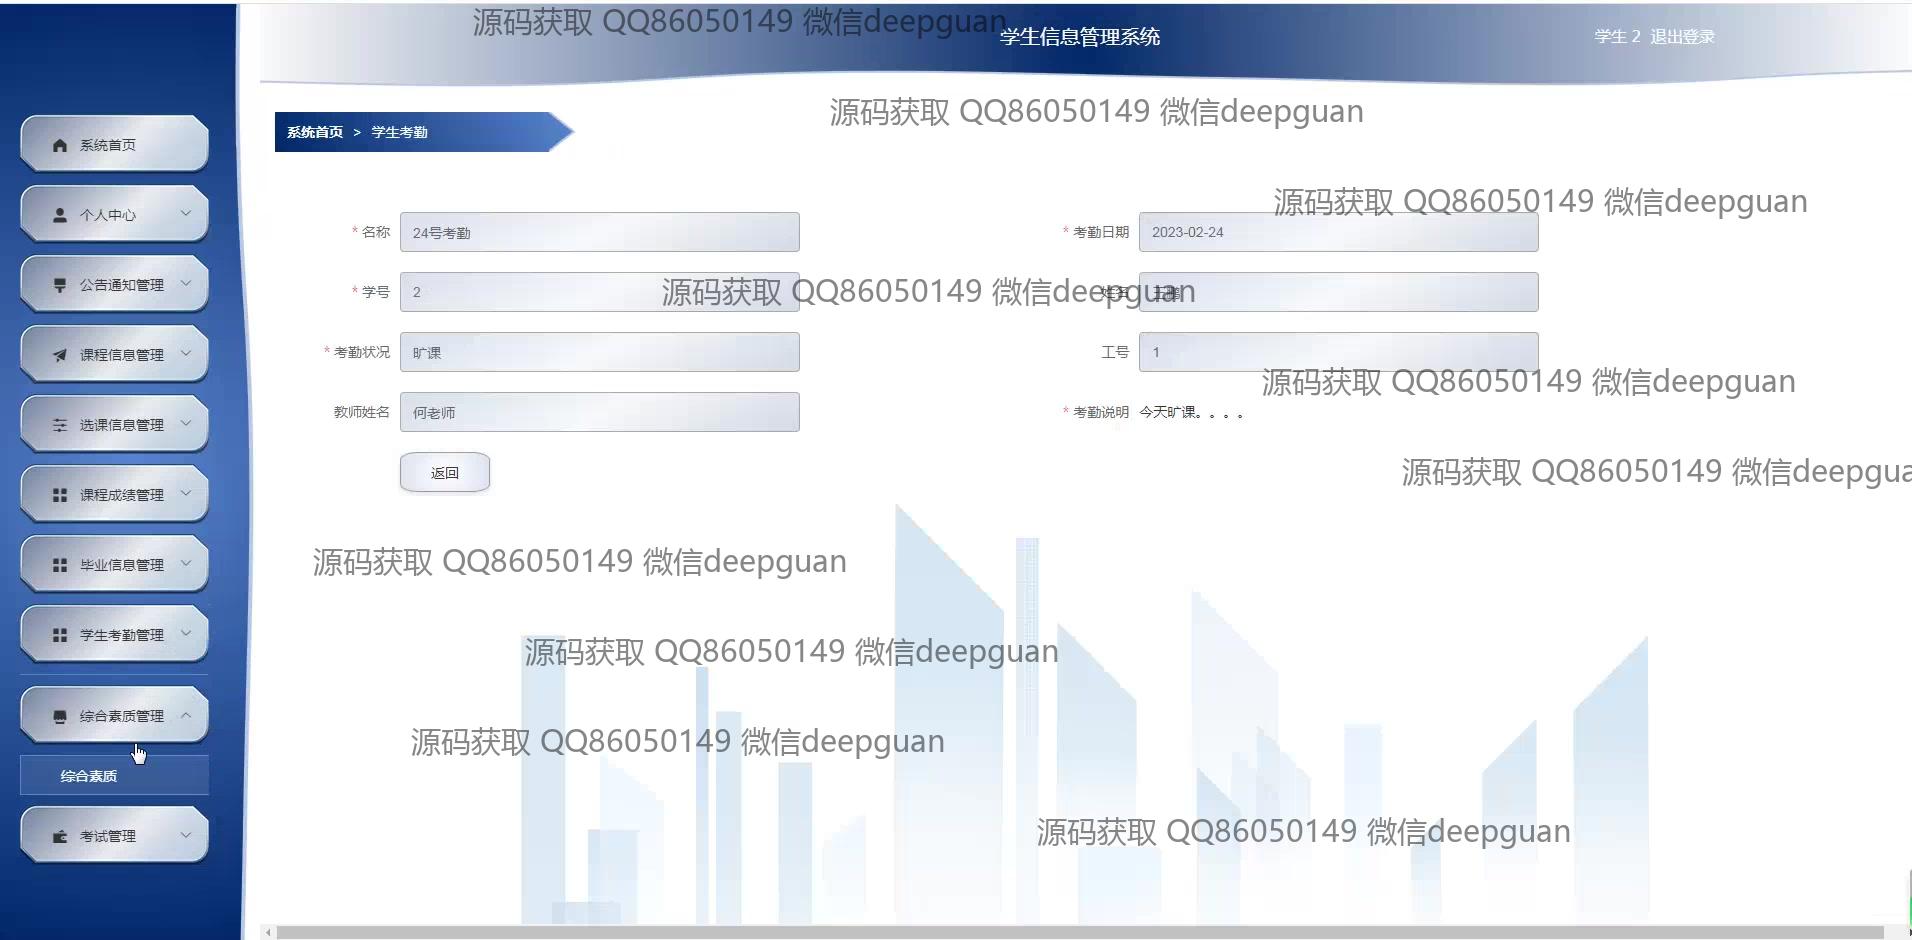 源码获取 QQ86050149 微信deepguan
学生信息管理系统
学生 2 退出登录
源码获取 QQ86050149 微信deepguan
系统首页 > 学生考勤
系统首页
源码获取 QQ86050149 微信deepguan
个人中心
* 名称 24号考勤
* 考勤日期 2023-02-24
公告通知管理
* 学号 2
源码获取 QQ86050149 微信deepguan
姓名
课程信息管理
* 考勤状况 旷课
工号 1
源码获取 QQ86050149 微信deepguan
选课信息管理
教师姓名 何老师
* 考勤说明 今天旷课。。。。
返回
源码获取 QQ86050149 微信deepgua
课程成绩管理
毕业信息管理
源码获取 QQ86050149 微信deepguan
学生考勤管理
源码获取 QQ86050149 微信deepguan
综合素质管理
源码获取 QQ86050149 微信deepguan
综合素质
考试管理
源码获取 QQ86050149 微信deepguan